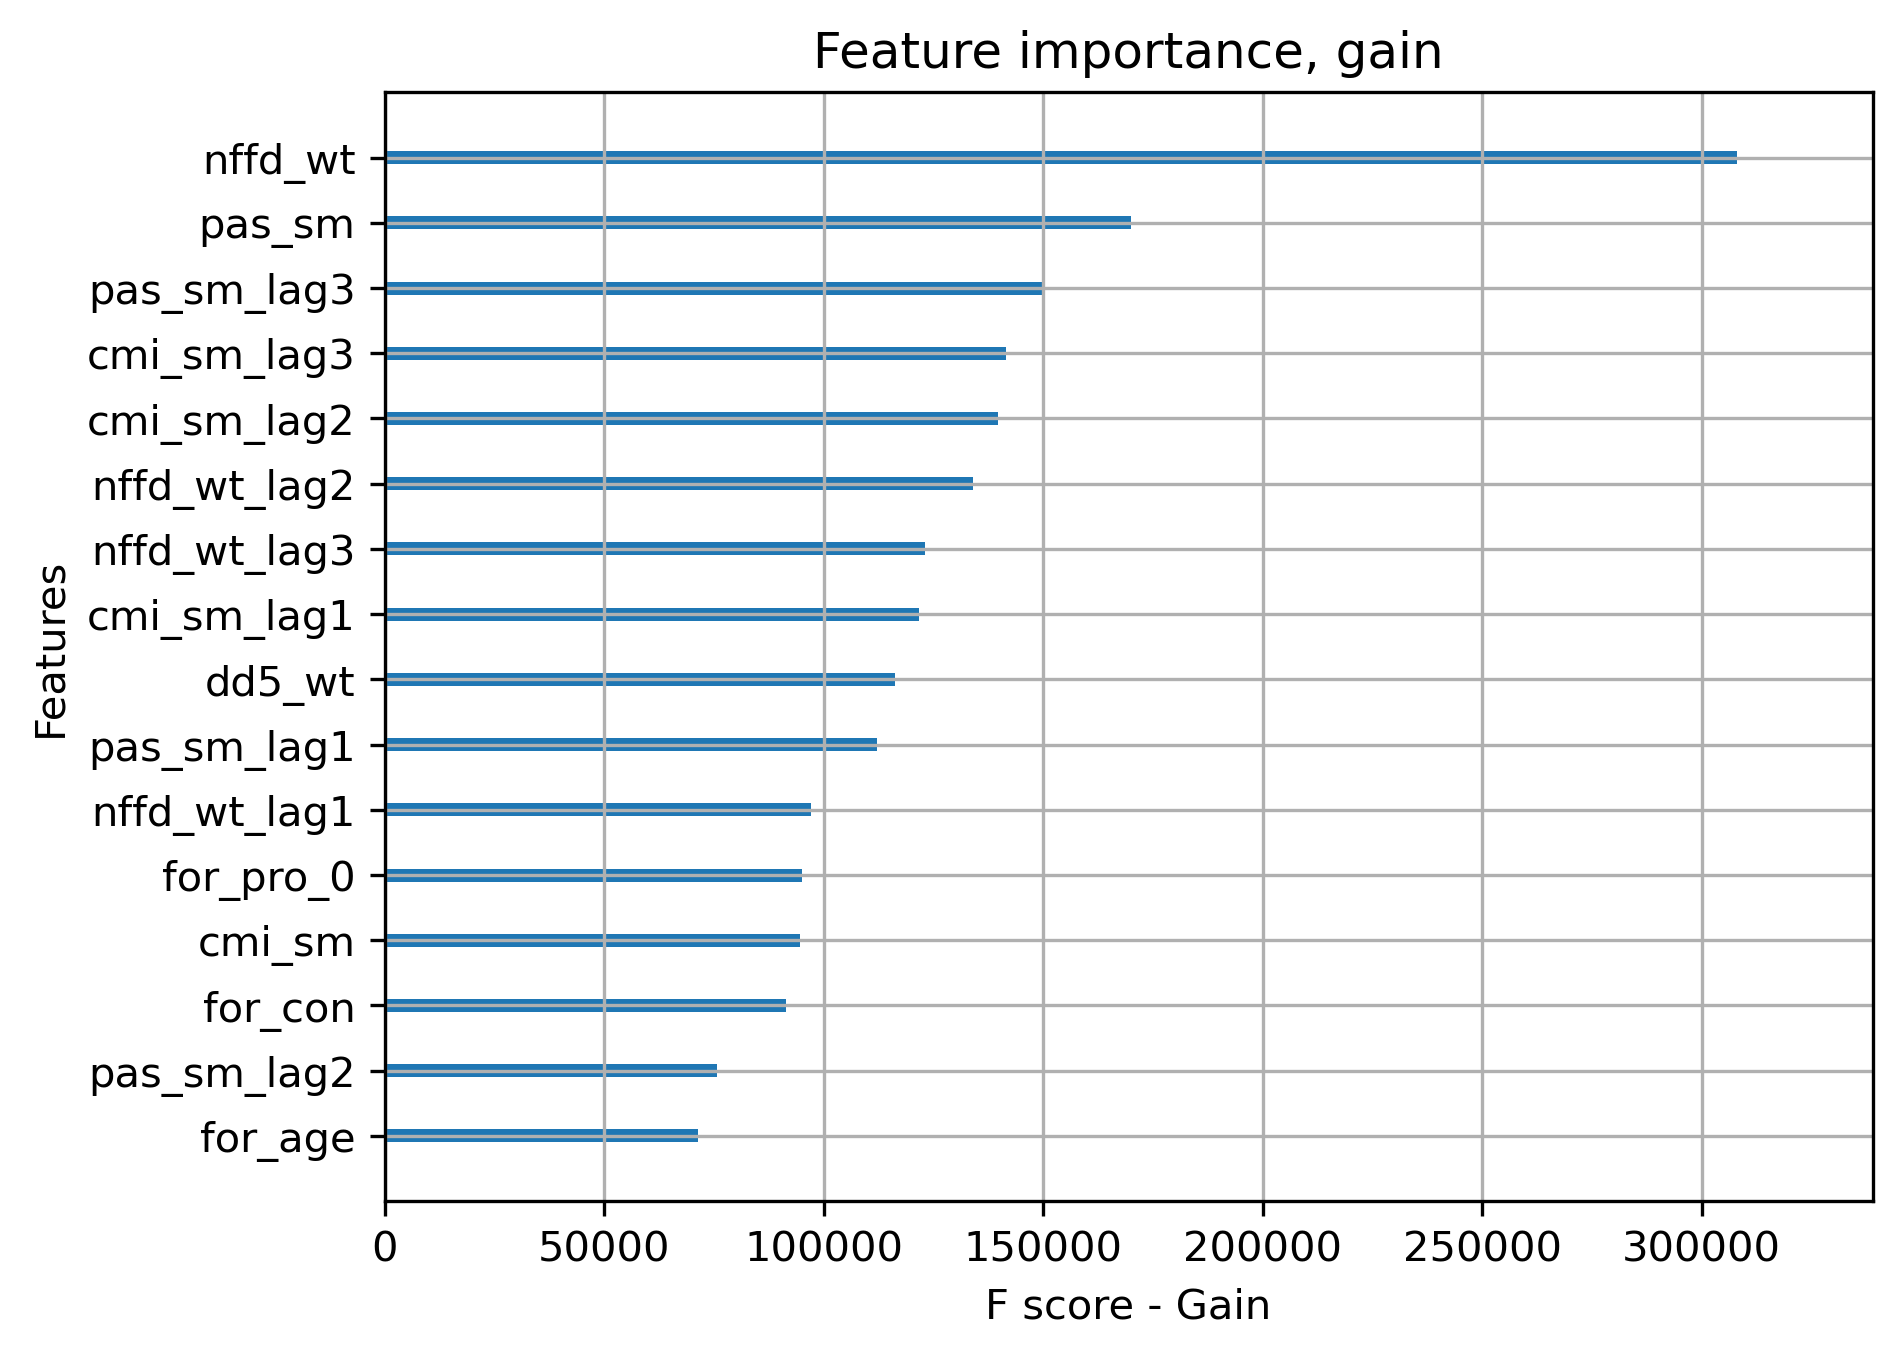 Feature importance, gain
nffd_wt
pas_sm
pas_sm_lag3
cmi_sm_lag3
cmi_sm_lag2
nffd_wt_lag2
nffd_wt_lag3
cmi_sm_lag1
dd5_wt
pas_sm_lag1
nffd_wt_lag1
for_pro_0
cmi_sm
for_con
pas_sm_lag2
for_age
Features
0 50000 100000 150000 200000 250000 300000
F score - Gain